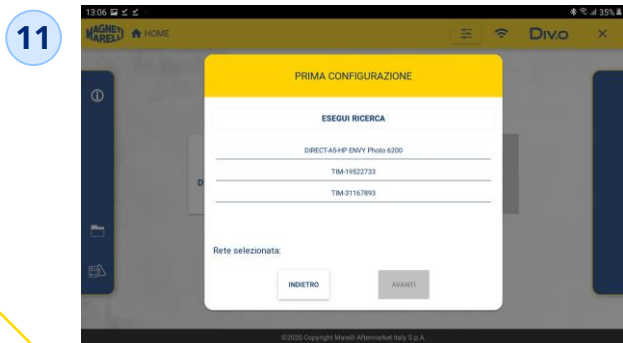 11
13:06
35%
MAGNETI
MARELLI
HOME
DIV.O
PRIMA CONFIGURAZIONE
ESEGUI RICERCA
DIRECT-A5-HP ENVY Photo 6200
TIM-19522733
D
TIM-31167893
Rete selezionata:
INDIETRO
AVANTI
©2020 Copyright Marelli Aftermarket Italy S.p.A.